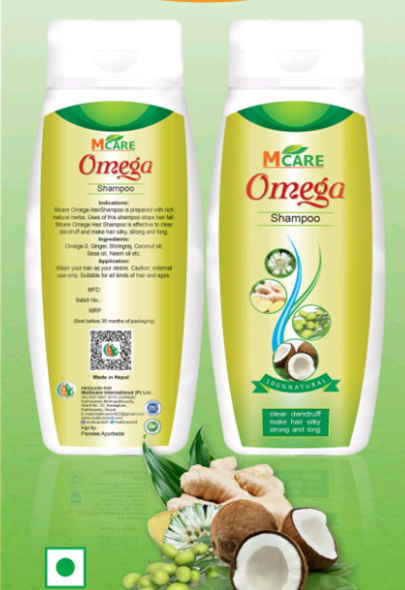 MCARE
Omega
Shampoo
Indications:
Mcare Omega HairShampoo is prepared with rich
natural herbs. Uses of this shampoo stops hair fall.
Mcare Omega Hair Shampoo is effective to clear
dandruff and make hair silky, strong and long
Ingredients:
Omega-3, Ginger, Bhringraj, Coconut oil,
Sesa oil, Neem oil etc.
Application:
Wash your hair as your desire. Caution: external
use only. Suitable for all kinds of hair and ages.
MFD:
Batch No.:
MRP
(Best before 36 months of packaging)
Made in Nepal
PRODUCED FOR
Multicare International (P) Ltd.
Kathmandu, Nepal
Mgt By:
Paralee Ayurbeda
MCARE
Omega
Shampoo
100%NATURAL
clear dandruff
make hair silky
strong and long